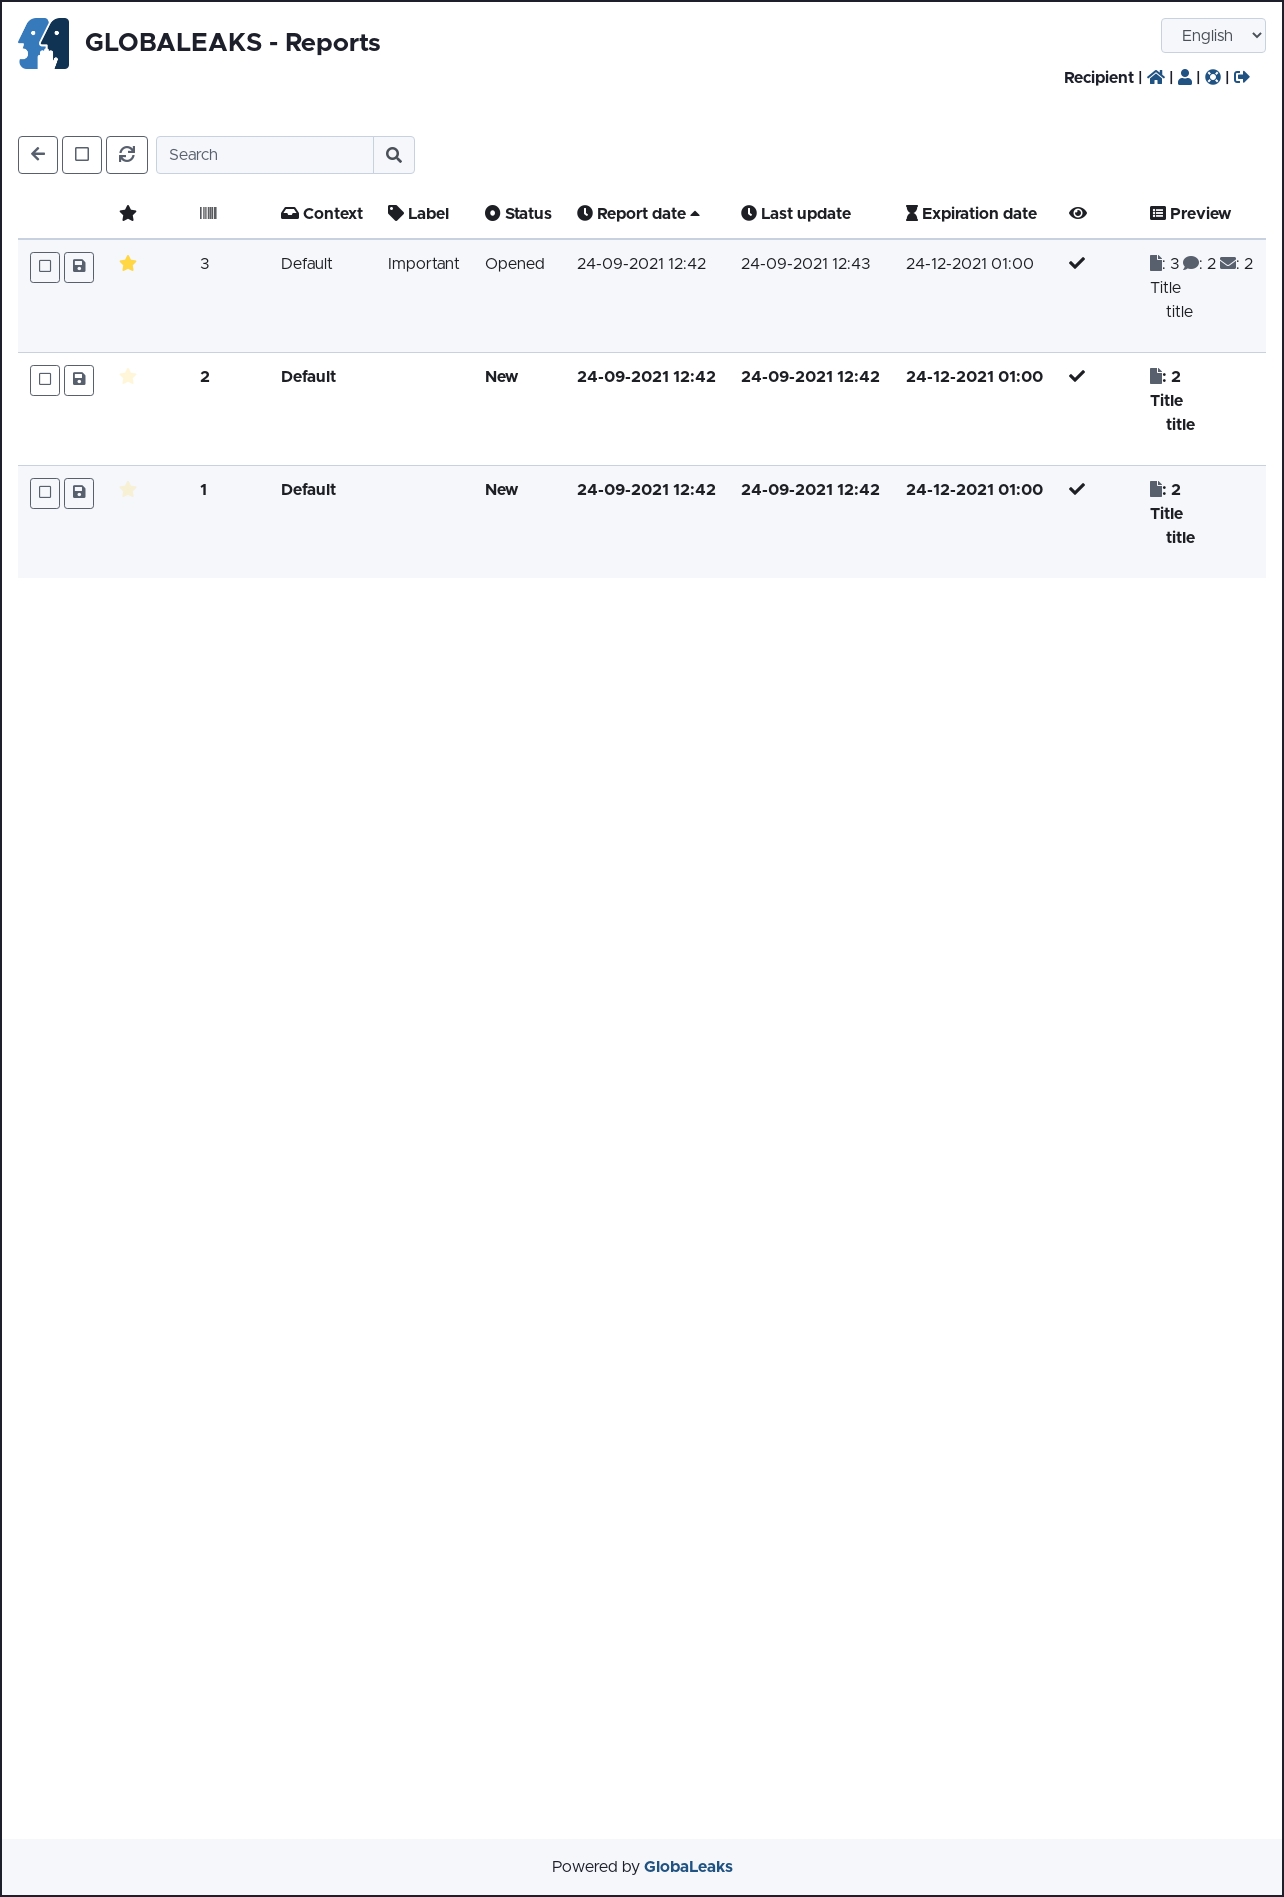 GLOBALEAKS - Reports
English
Recipient | | | |
Search
Context Label Status Report date Last update Expiration date Preview
3 Default Important Opened 24-09-2021 12:42 24-09-2021 12:43 24-12-2021 01:00 : 3 : 2 : 2
Title
title
2 Default New 24-09-2021 12:42 24-09-2021 12:42 24-12-2021 01:00 : 2
Title
title
1 Default New 24-09-2021 12:42 24-09-2021 12:42 24-12-2021 01:00 : 2
Title
title
Powered by GlobaLeaks